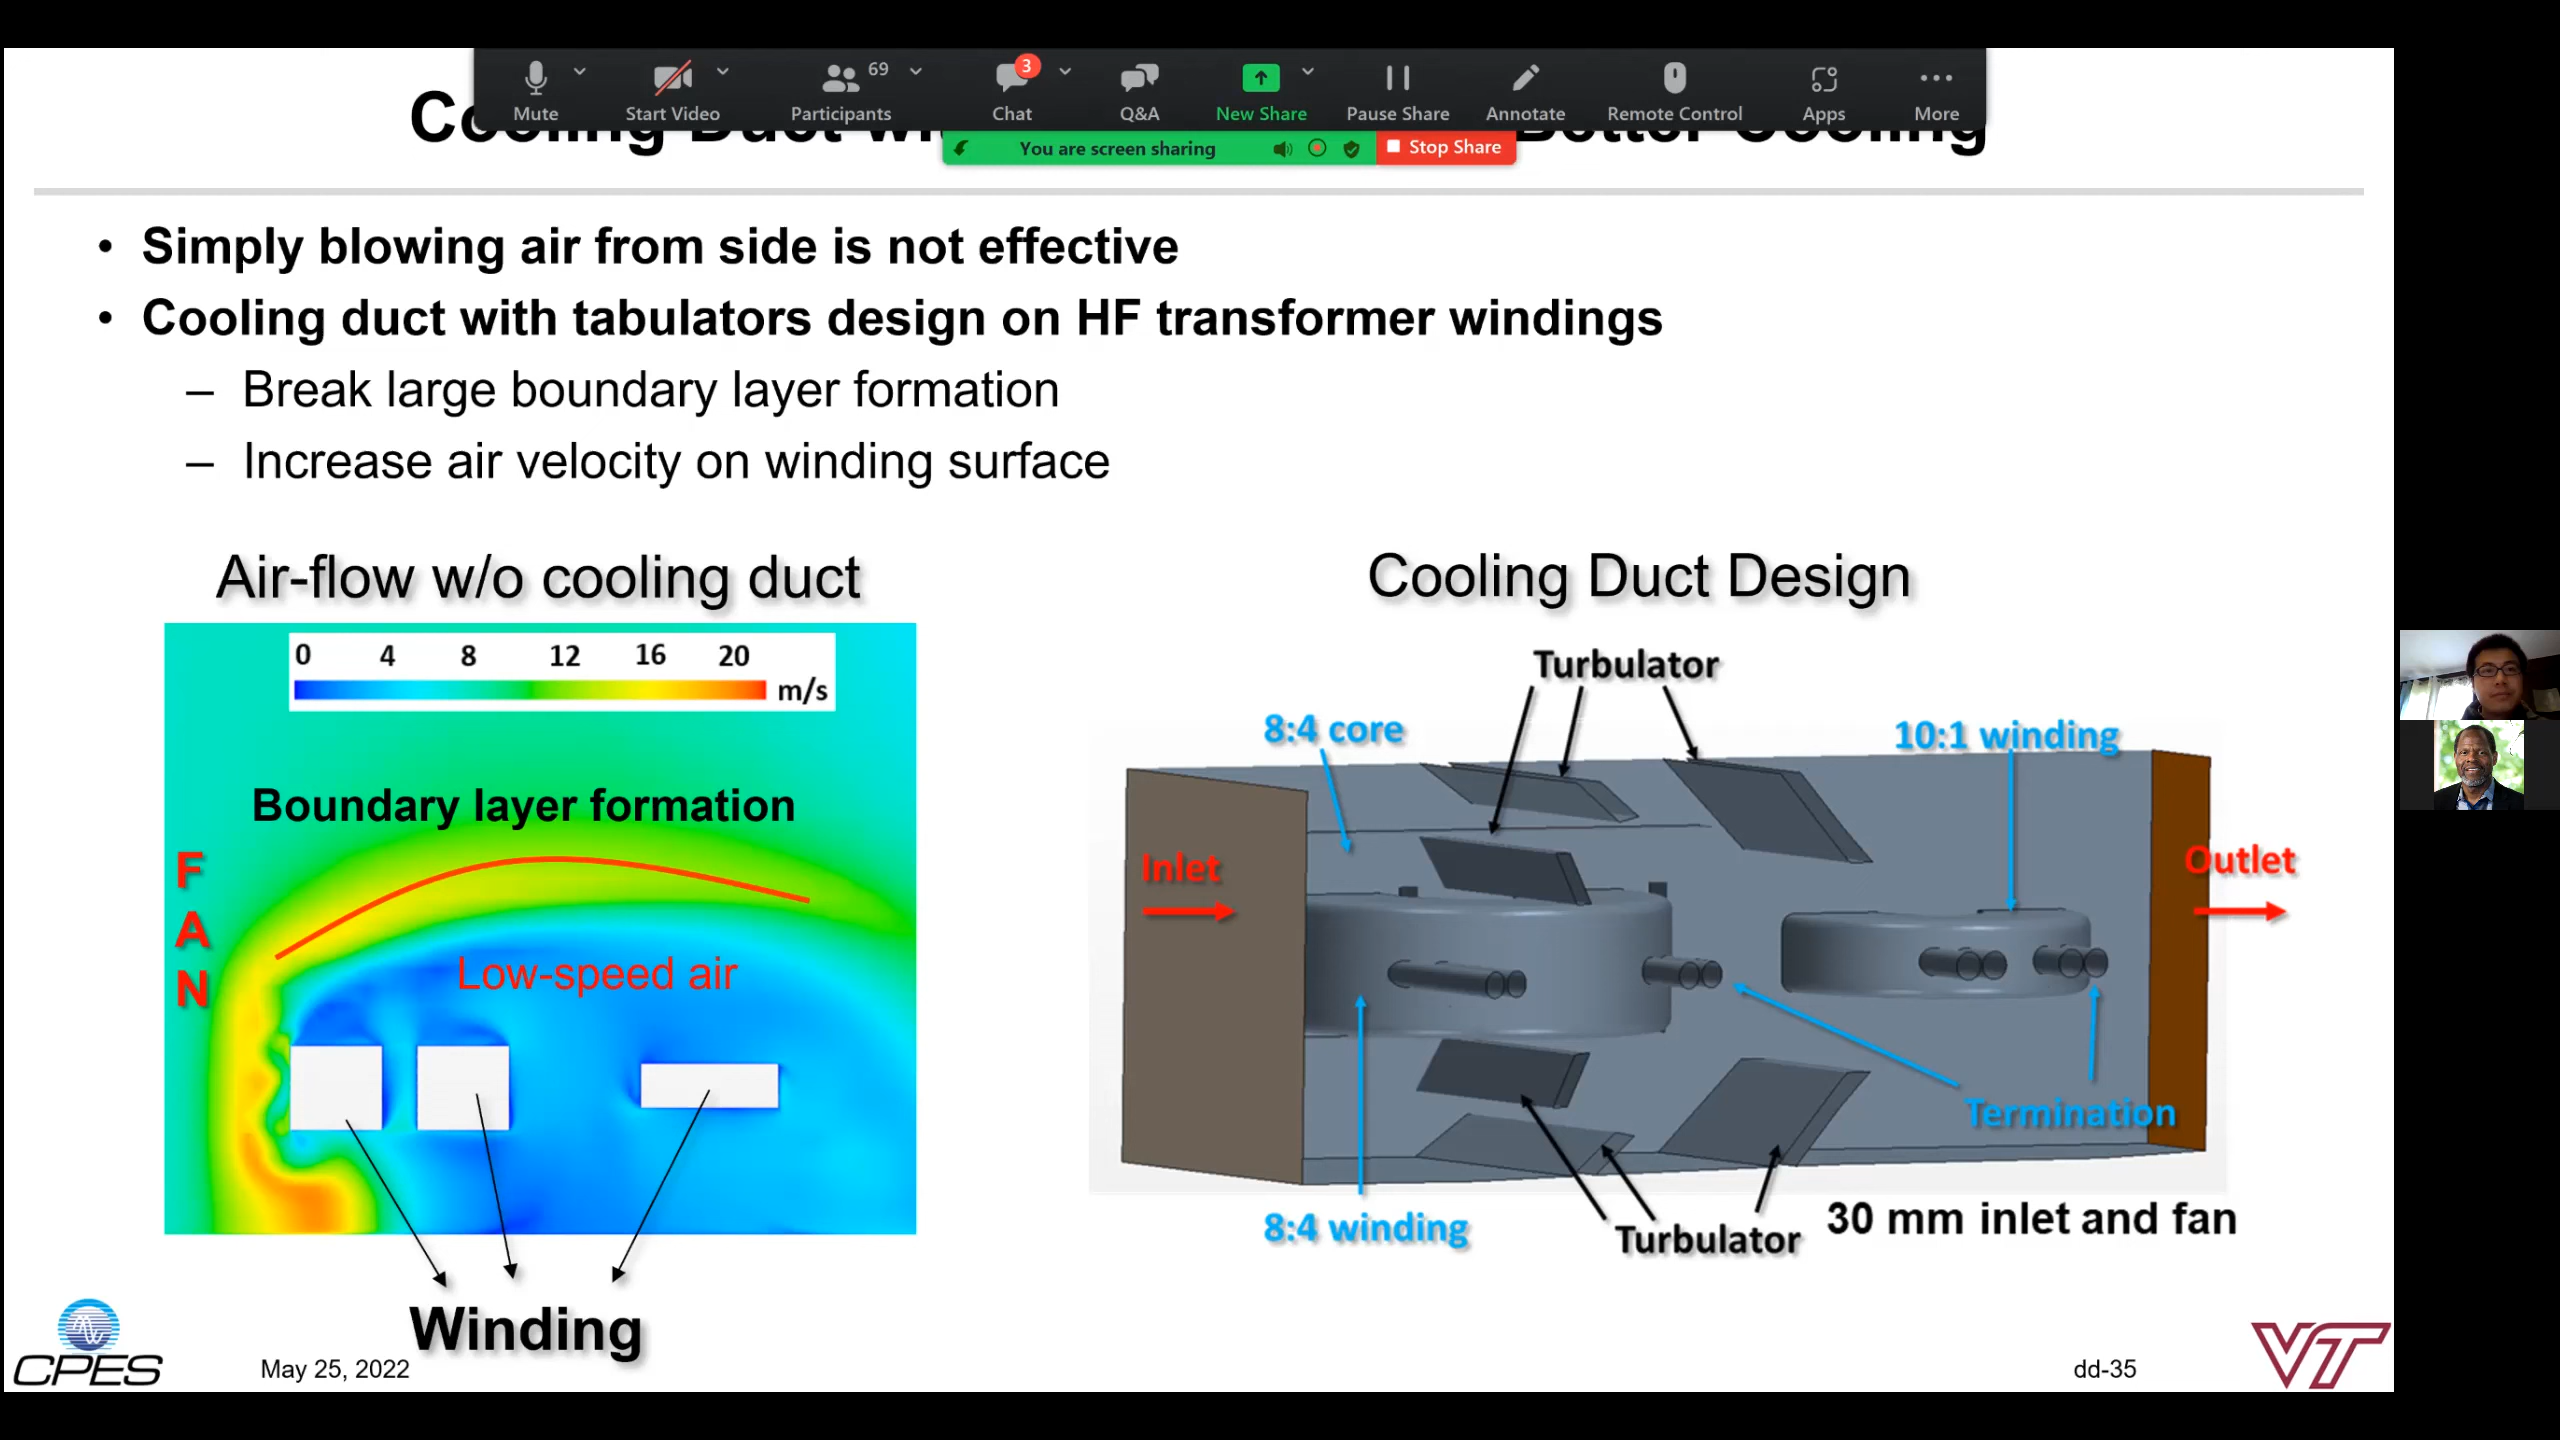 69
3
Mute
Start Video
Participants
Chat
Q&A
New Share
Pause Share
Annotate
Remote Control
Apps
More
Cooling Duct Better Cooling
You are screen sharing
Stop Share
• Simply blowing air from side is not effective
• Cooling duct with tabulators design on HF transformer windings
– Break large boundary layer formation
– Increase air velocity on winding surface
Air-flow w/o cooling duct
0 4 8 12 16 20
m/s
Boundary layer formation
F
A
N
Low-speed air
Winding
Cooling Duct Design
Turbulator
8:4 core
10:1 winding
Inlet
Outlet
Termination
8:4 winding
Turbulator
30 mm inlet and fan
CPES
May 25, 2022
dd-35
VT